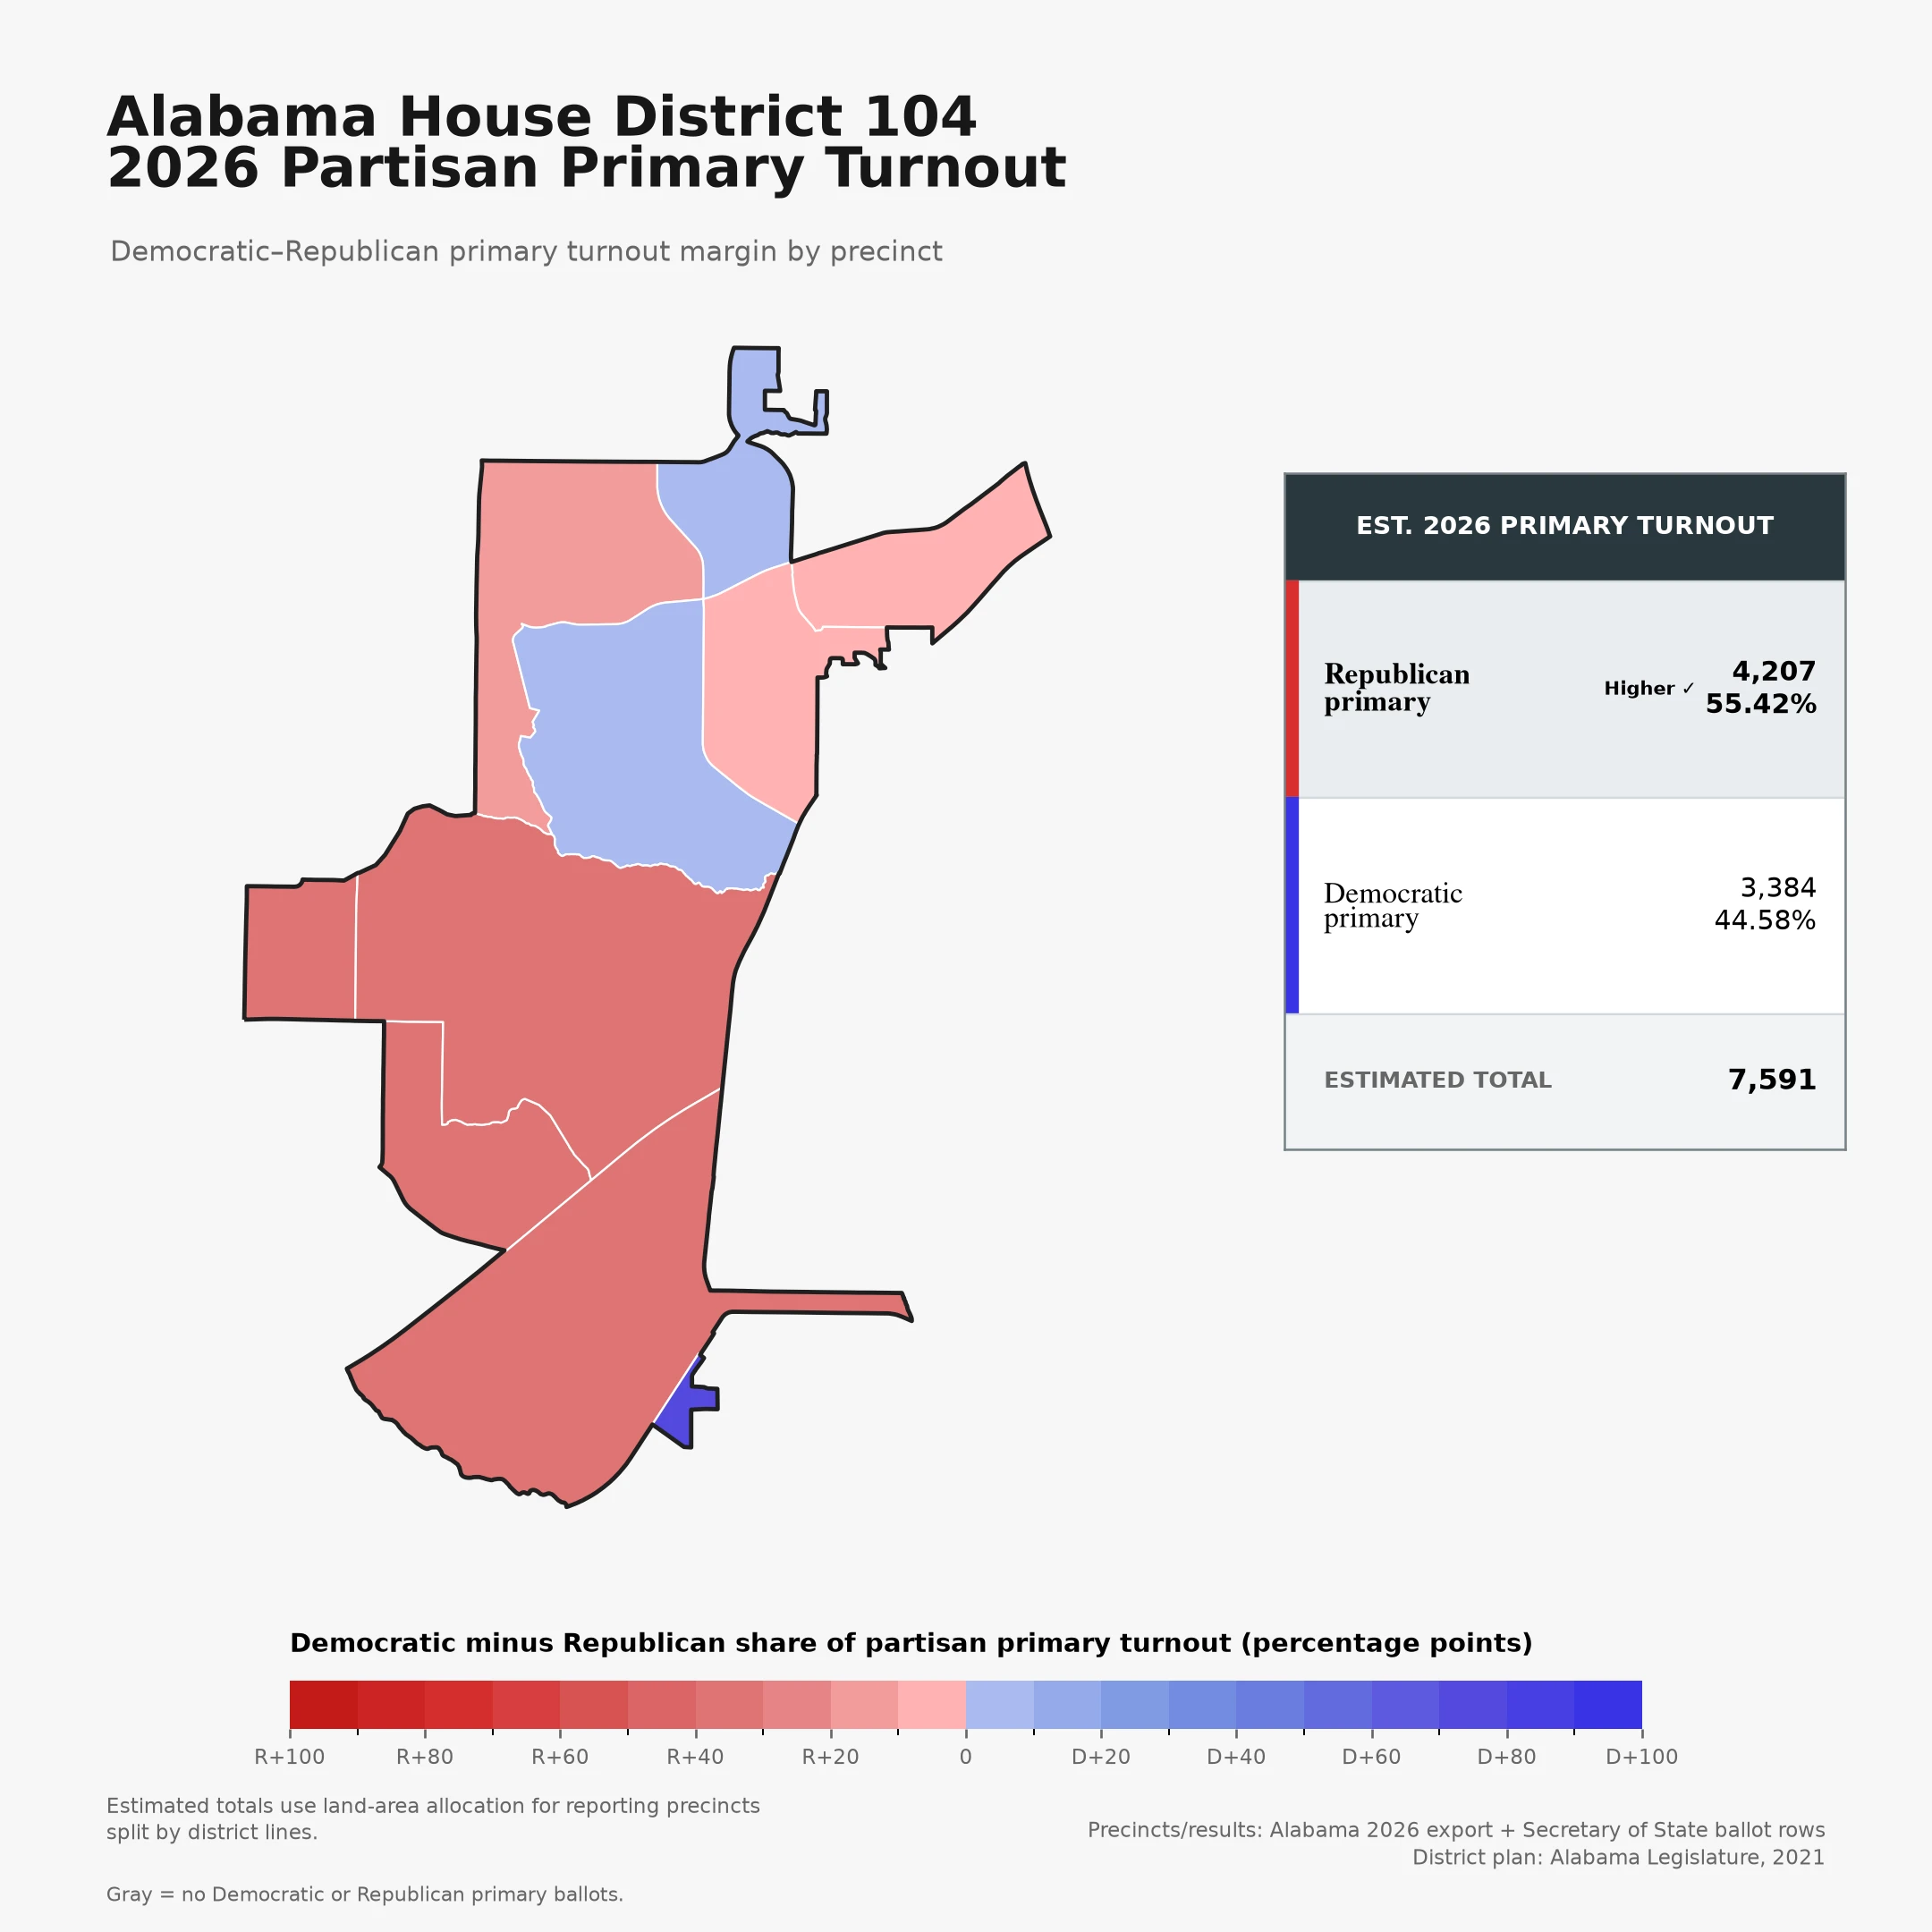 Alabama House District 104
2026 Partisan Primary Turnout
Democratic–Republican primary turnout margin by precinct
EST. 2026 PRIMARY TURNOUT
Republican
primary
Higher ✓
4,207
55.42%
Democratic
primary
3,384
44.58%
ESTIMATED TOTAL
7,591
Democratic minus Republican share of partisan primary turnout (percentage points)
R+100 R+80 R+60 R+40 R+20 0 D+20 D+40 D+60 D+80 D+100
Estimated totals use land-area allocation for reporting precincts
split by district lines.
Gray = no Democratic or Republican primary ballots.
Precincts/results: Alabama 2026 export + Secretary of State ballot rows
District plan: Alabama Legislature, 2021